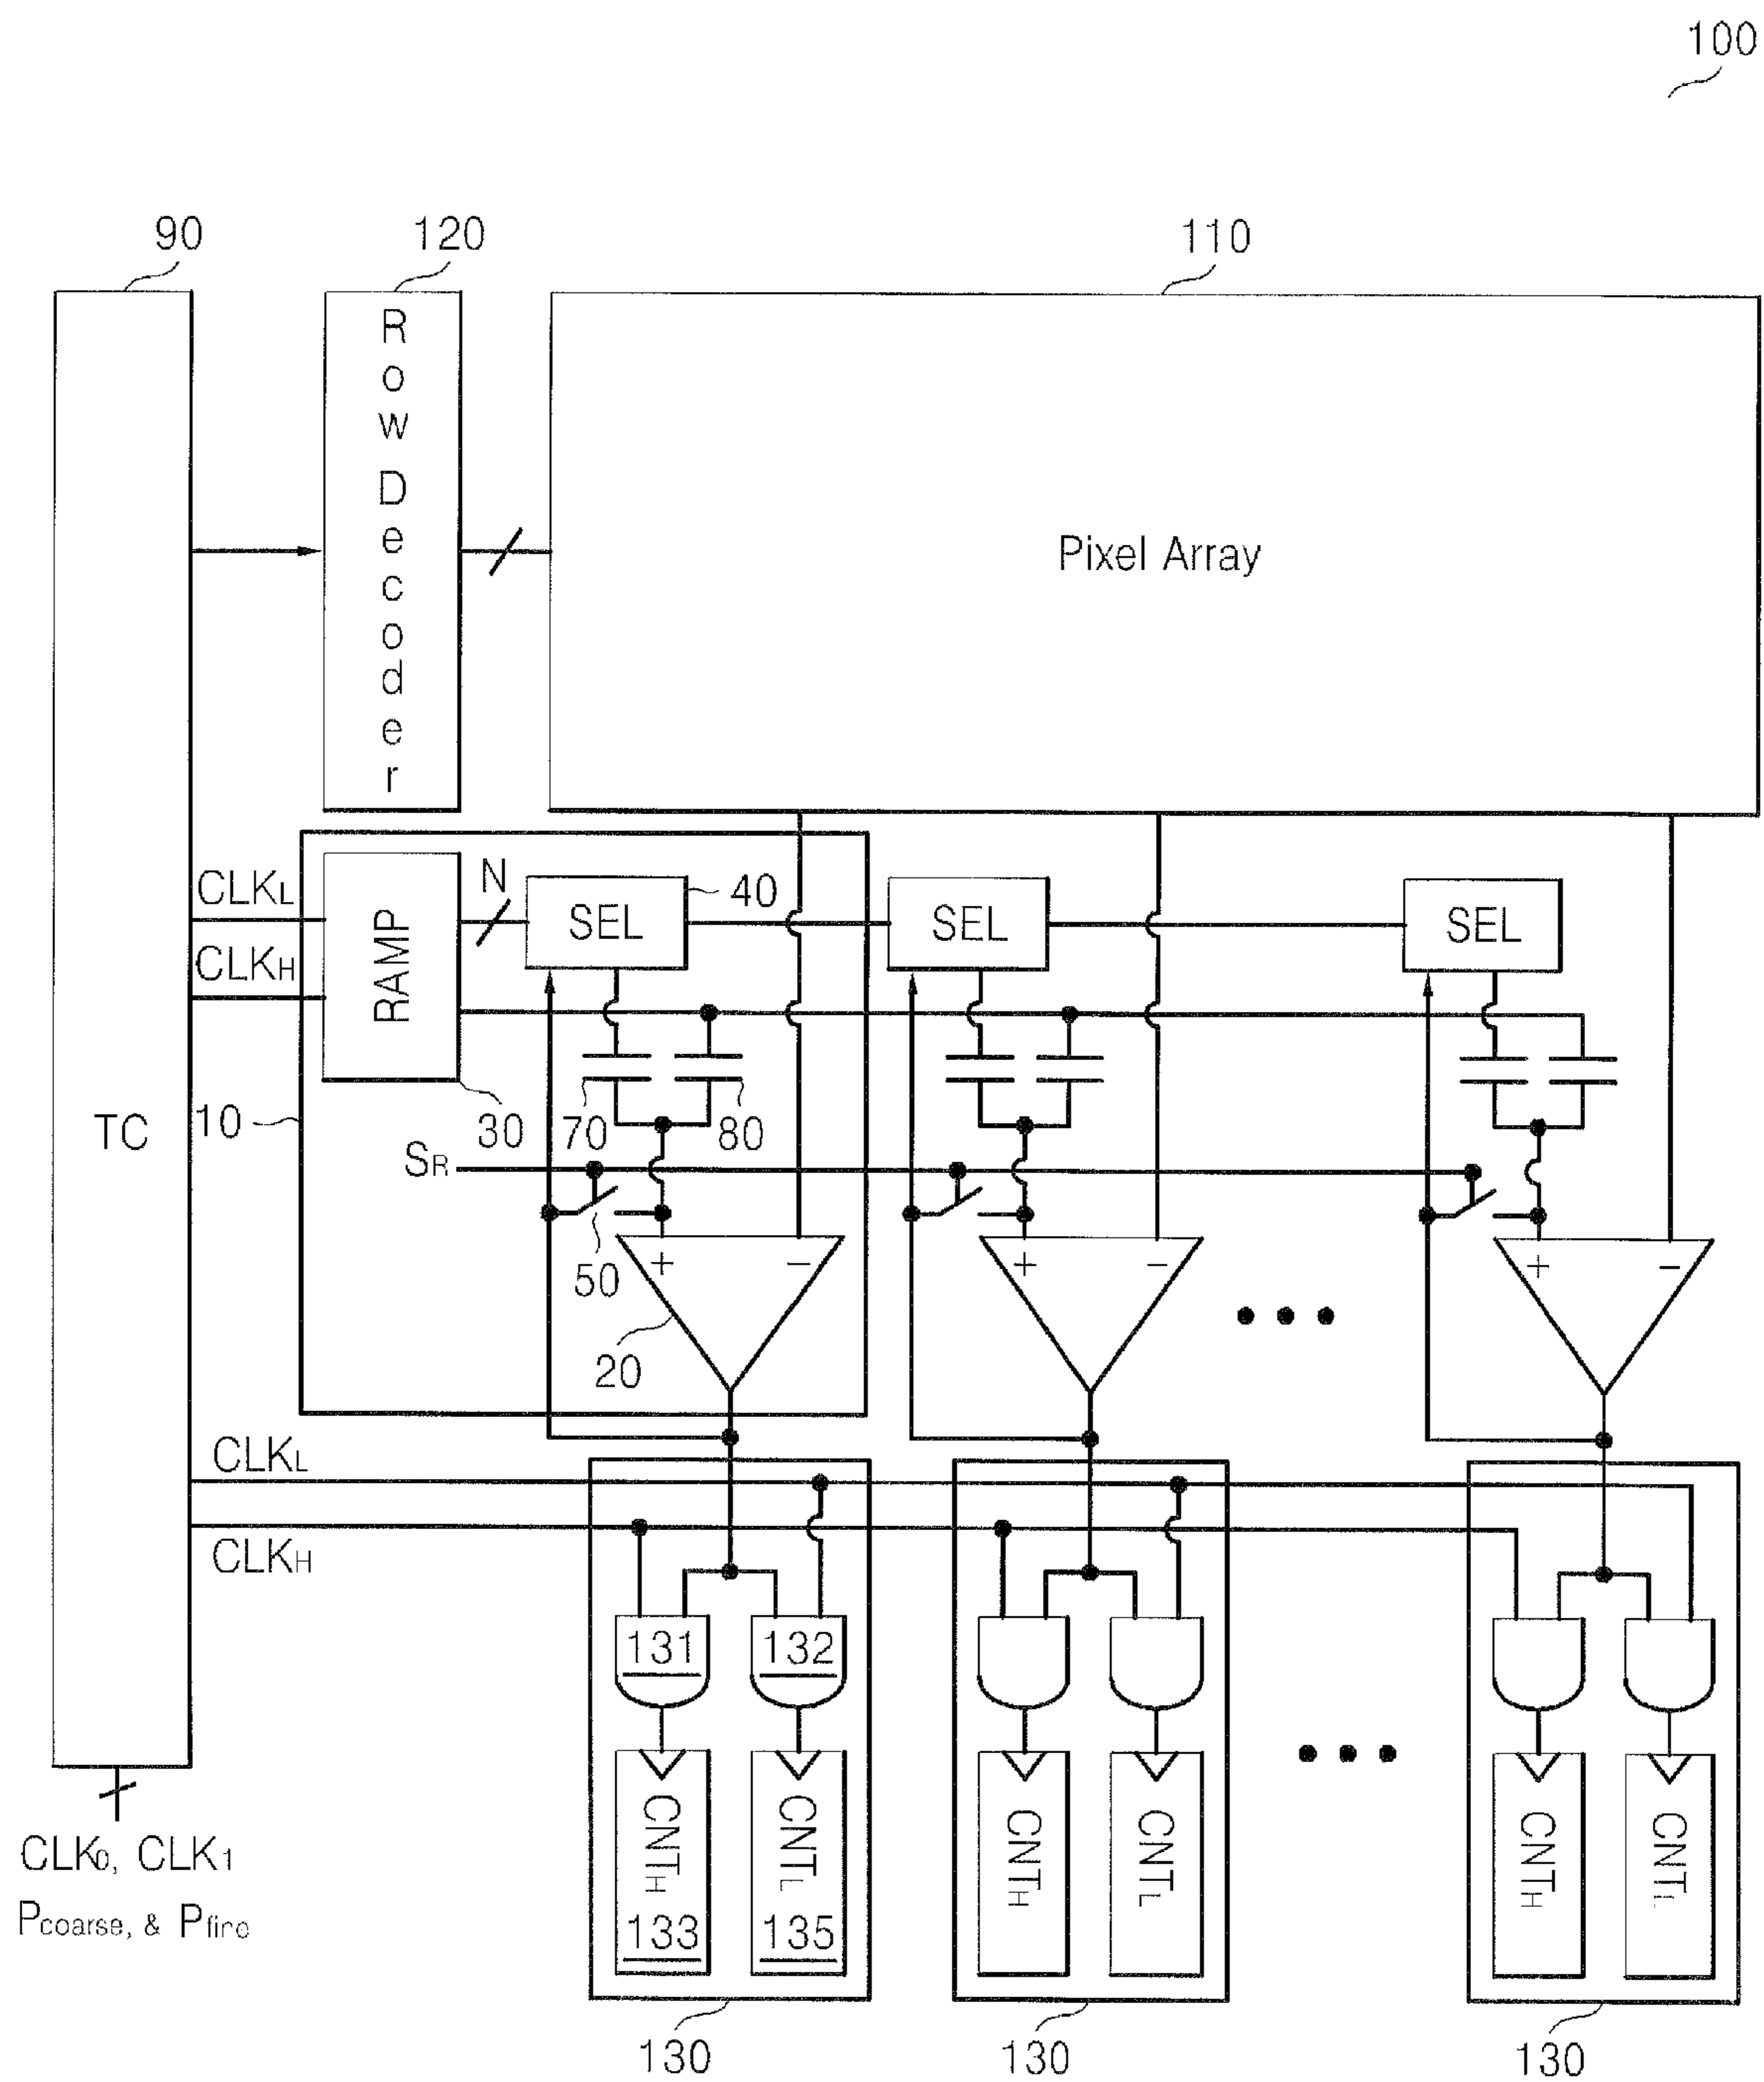 100
90
120
110
Row Decoder
Pixel Array
CLKL
N
SEL
40
SEL
SEL
CLKH
RAMP
TC
10
30
70
80
SR
50
+
−
+
−
+
−
20
CLKL
CLKH
131
132
CNTH
133
CNTL
135
CNTH
CNTL
CNTH
CNTL
CLK0, CLK1
Pcoarse, & Pfine
130
130
130